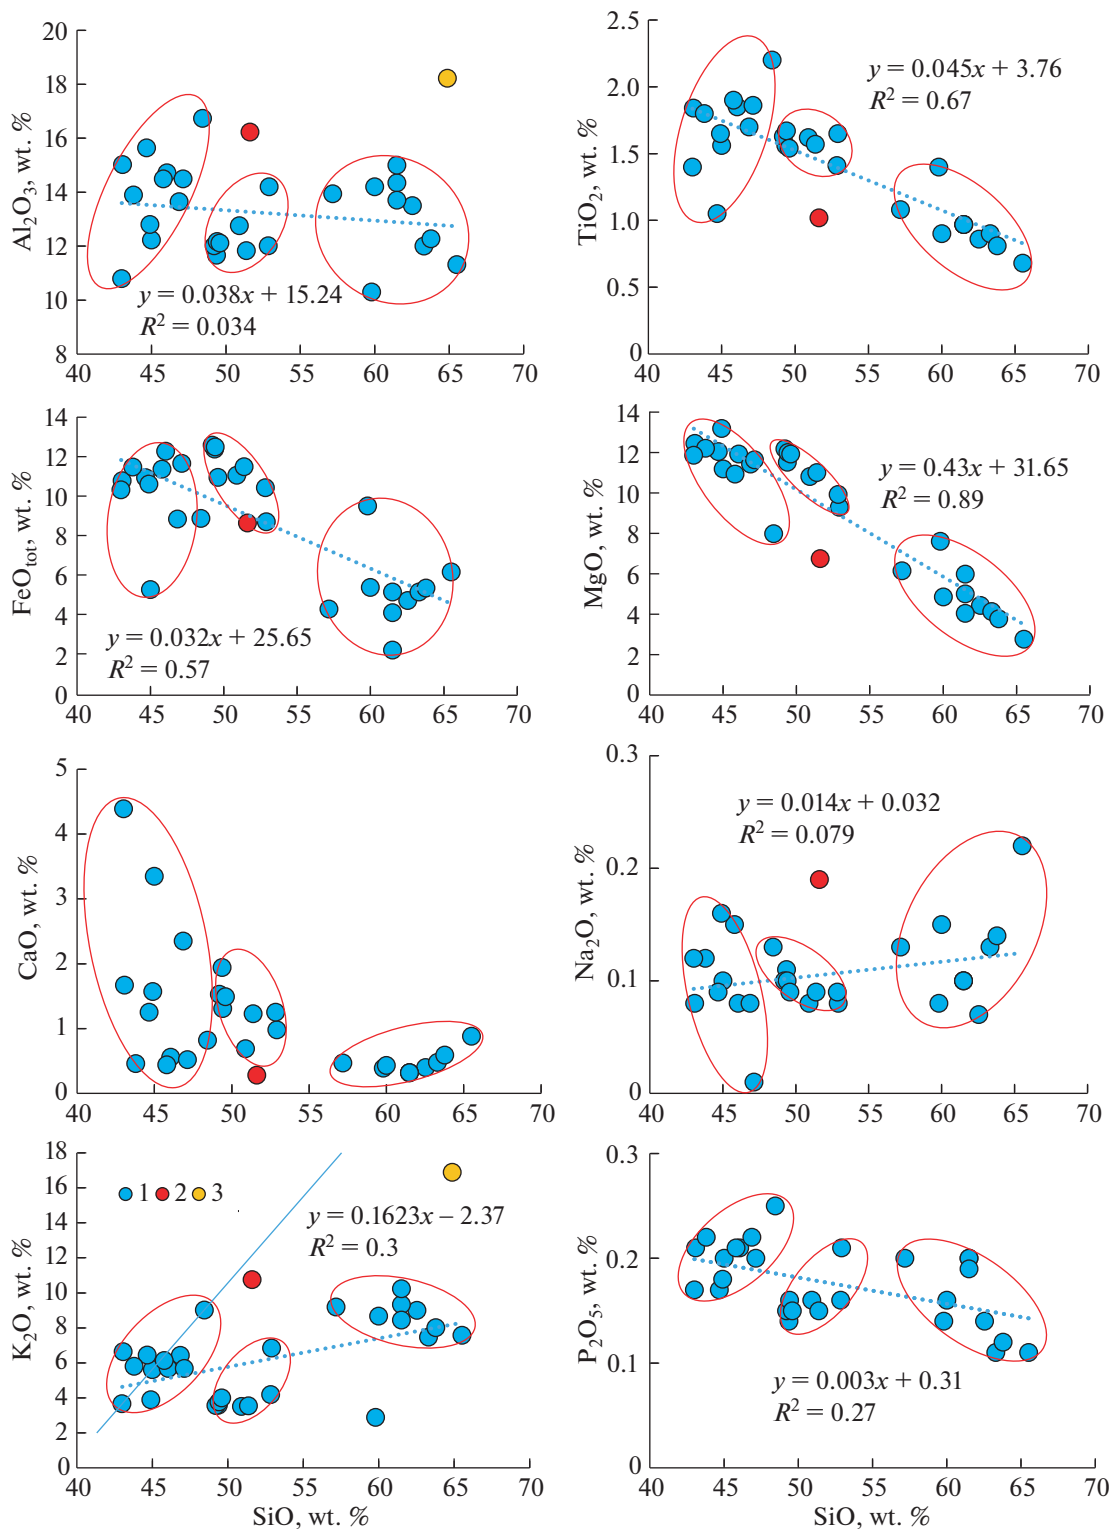 20
18
16
14
12
10
8
Al2O3, wt. %
y = 0.038x + 15.24
R2 = 0.034
40 45 50 55 60 65 70
2.5
2.0
1.5
1.0
0.5
0
TiO2, wt. %
y = 0.045x + 3.76
R2 = 0.67
40 45 50 55 60 65 70
14
12
10
8
6
4
2
0
FeOtot, wt. %
y = 0.032x + 25.65
R2 = 0.57
40 45 50 55 60 65 70
14
12
10
8
6
4
2
0
MgO, wt. %
y = 0.43x + 31.65
R2 = 0.89
40 45 50 55 60 65 70
5
4
3
2
1
0
CaO, wt. %
40 45 50 55 60 65 70
0.3
0.2
0.1
0
Na2O, wt. %
y = 0.014x + 0.032
R2 = 0.079
40 45 50 55 60 65 70
18
16
14
12
10
8
6
4
2
0
K2O, wt. %
1 2 3
y = 0.1623x – 2.37
R2 = 0.3
40 45 50 55 60 65 70
SiO, wt. %
0.3
0.2
0.1
0
P2O5, wt. %
y = 0.003x + 0.31
R2 = 0.27
40 45 50 55 60 65 70
SiO, wt. %